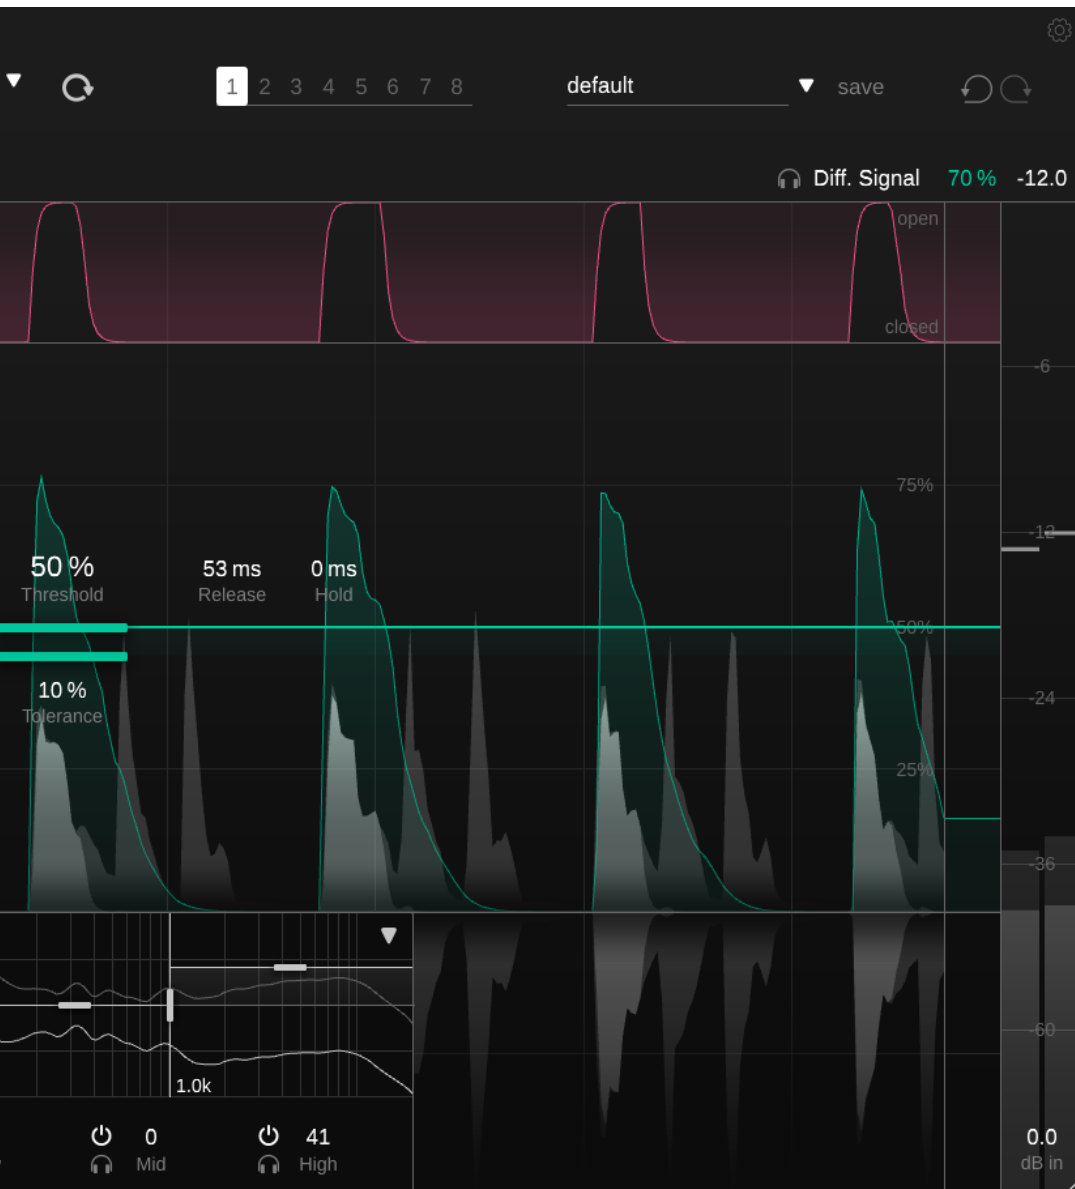 1 2 3 4 5 6 7 8 default save
Diff. Signal 70 % -12.0
open
closed
-6
75%
-12
50 % 53 ms 0 ms
Threshold Release Hold
50%
10 %
Tolerance
-24
25%
-36
-60
1.0k
0 41 0.0
Mid High dB in